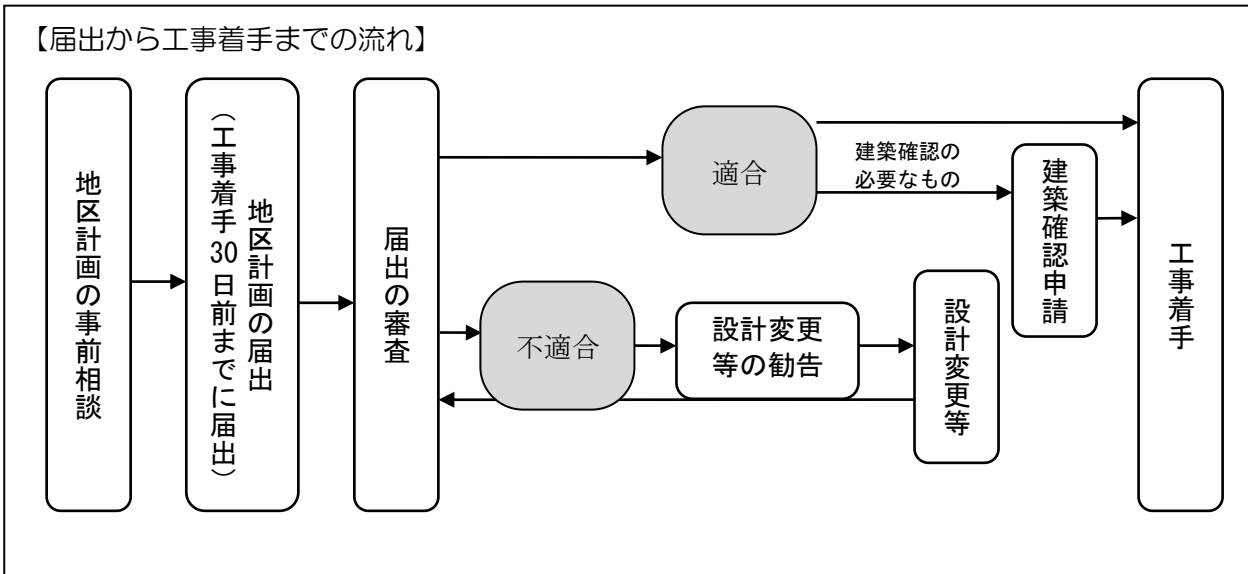 【届出から工事着手までの流れ】
地区計画の事前相談
地区計画の届出
（工事着手30日前までに届出）
届出の審査
適合
建築確認の
必要なもの
建築確認申請
不適合
設計変更
等の勧告
設計変更等
工事着手